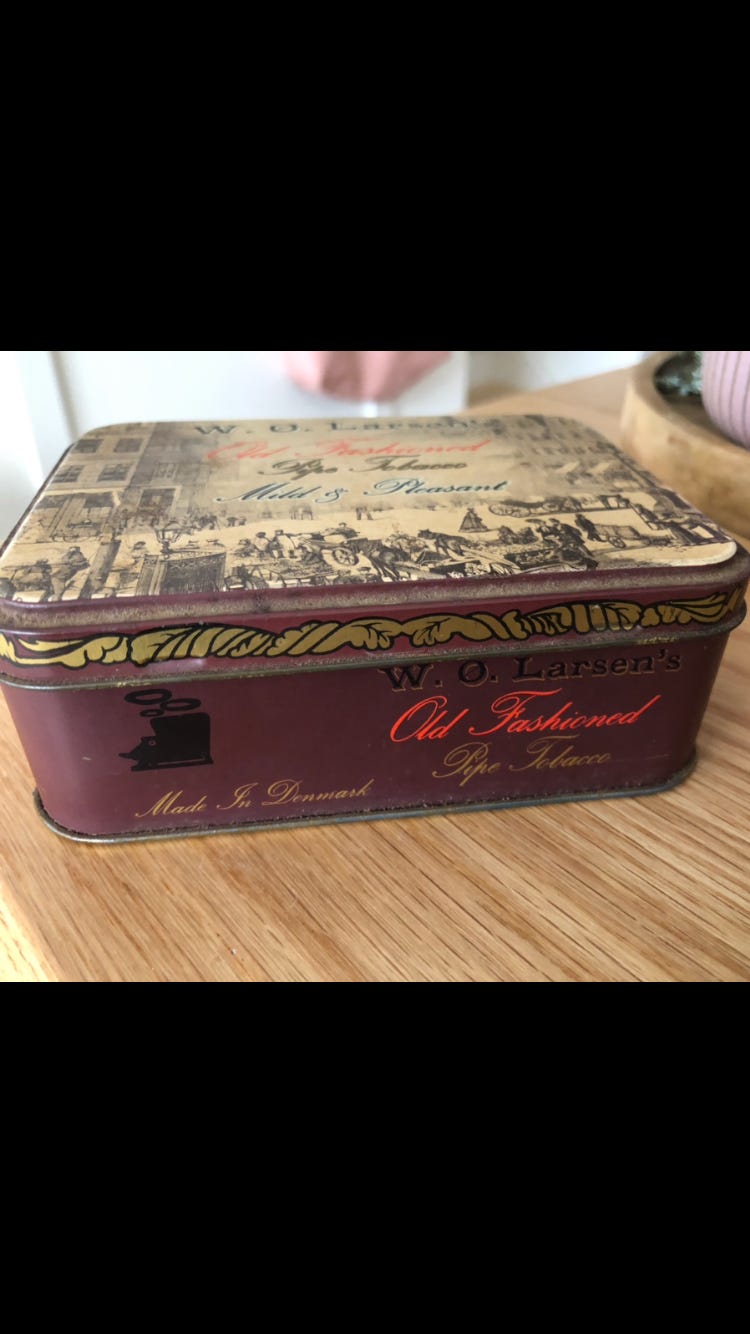 W. O. Larsen's
Old Fashioned
Pipe Tobacco
Mild & Pleasant
W. O. Larsen's
Old Fashioned
Pipe Tobacco
Made In Denmark